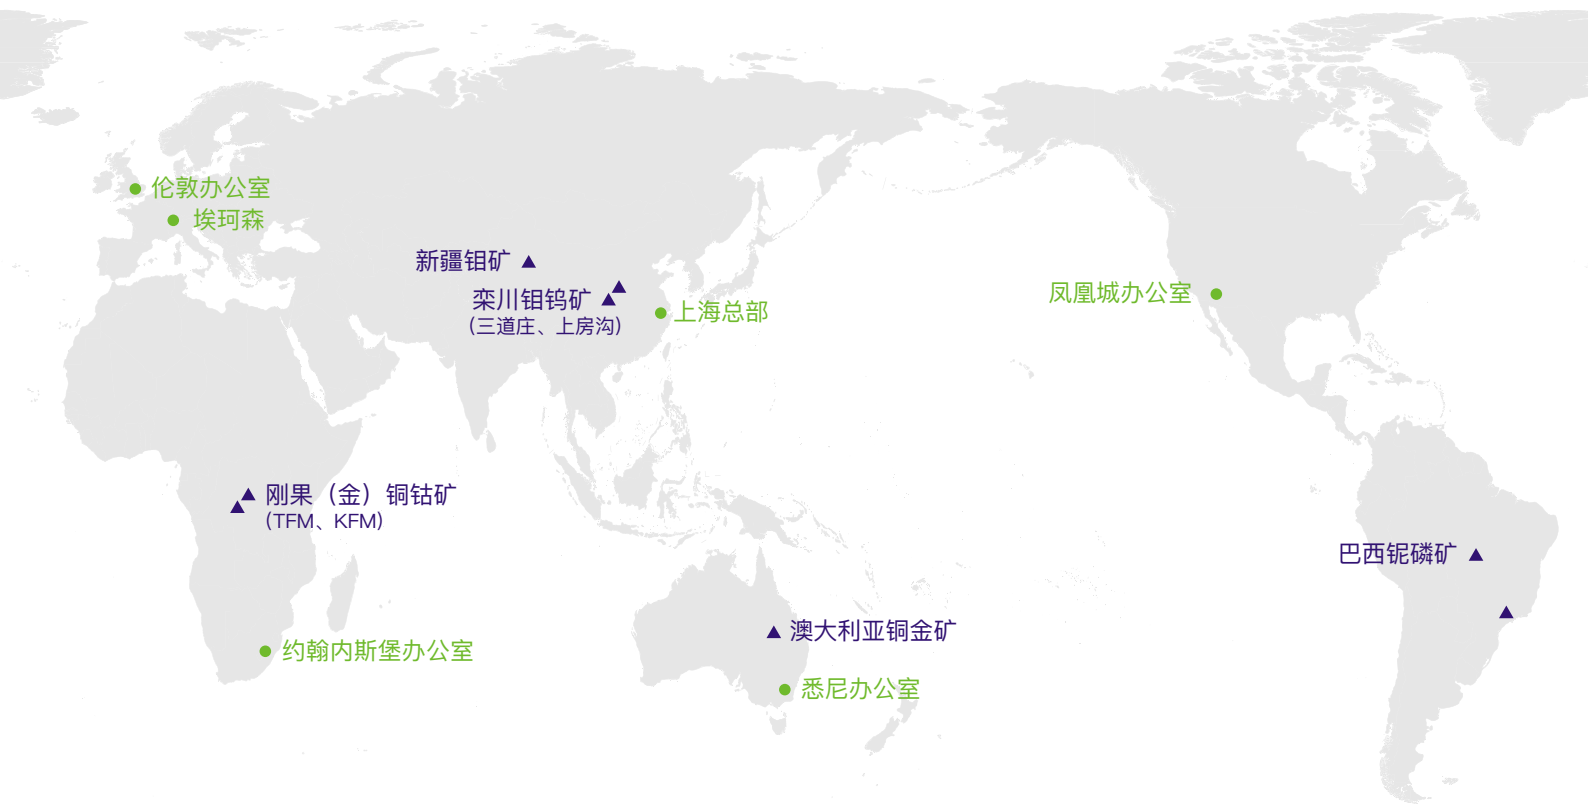 伦敦办公室
埃珂森
新疆钼矿
栾川钼钨矿
(三道庄、上房沟)
上海总部
凤凰城办公室
刚果（金）铜钴矿
(TFM、KFM)
巴西铌磷矿
澳大利亚铜金矿
约翰内斯堡办公室
悉尼办公室